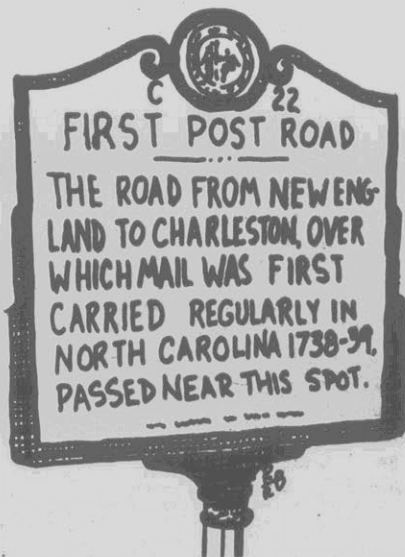 C 22
FIRST POST ROAD
THE ROAD FROM NEW ENG-
LAND TO CHARLESTON, OVER
WHICH MAIL WAS FIRST
CARRIED REGULARLY IN
NORTH CAROLINA 1738-39,
PASSED NEAR THIS SPOT.